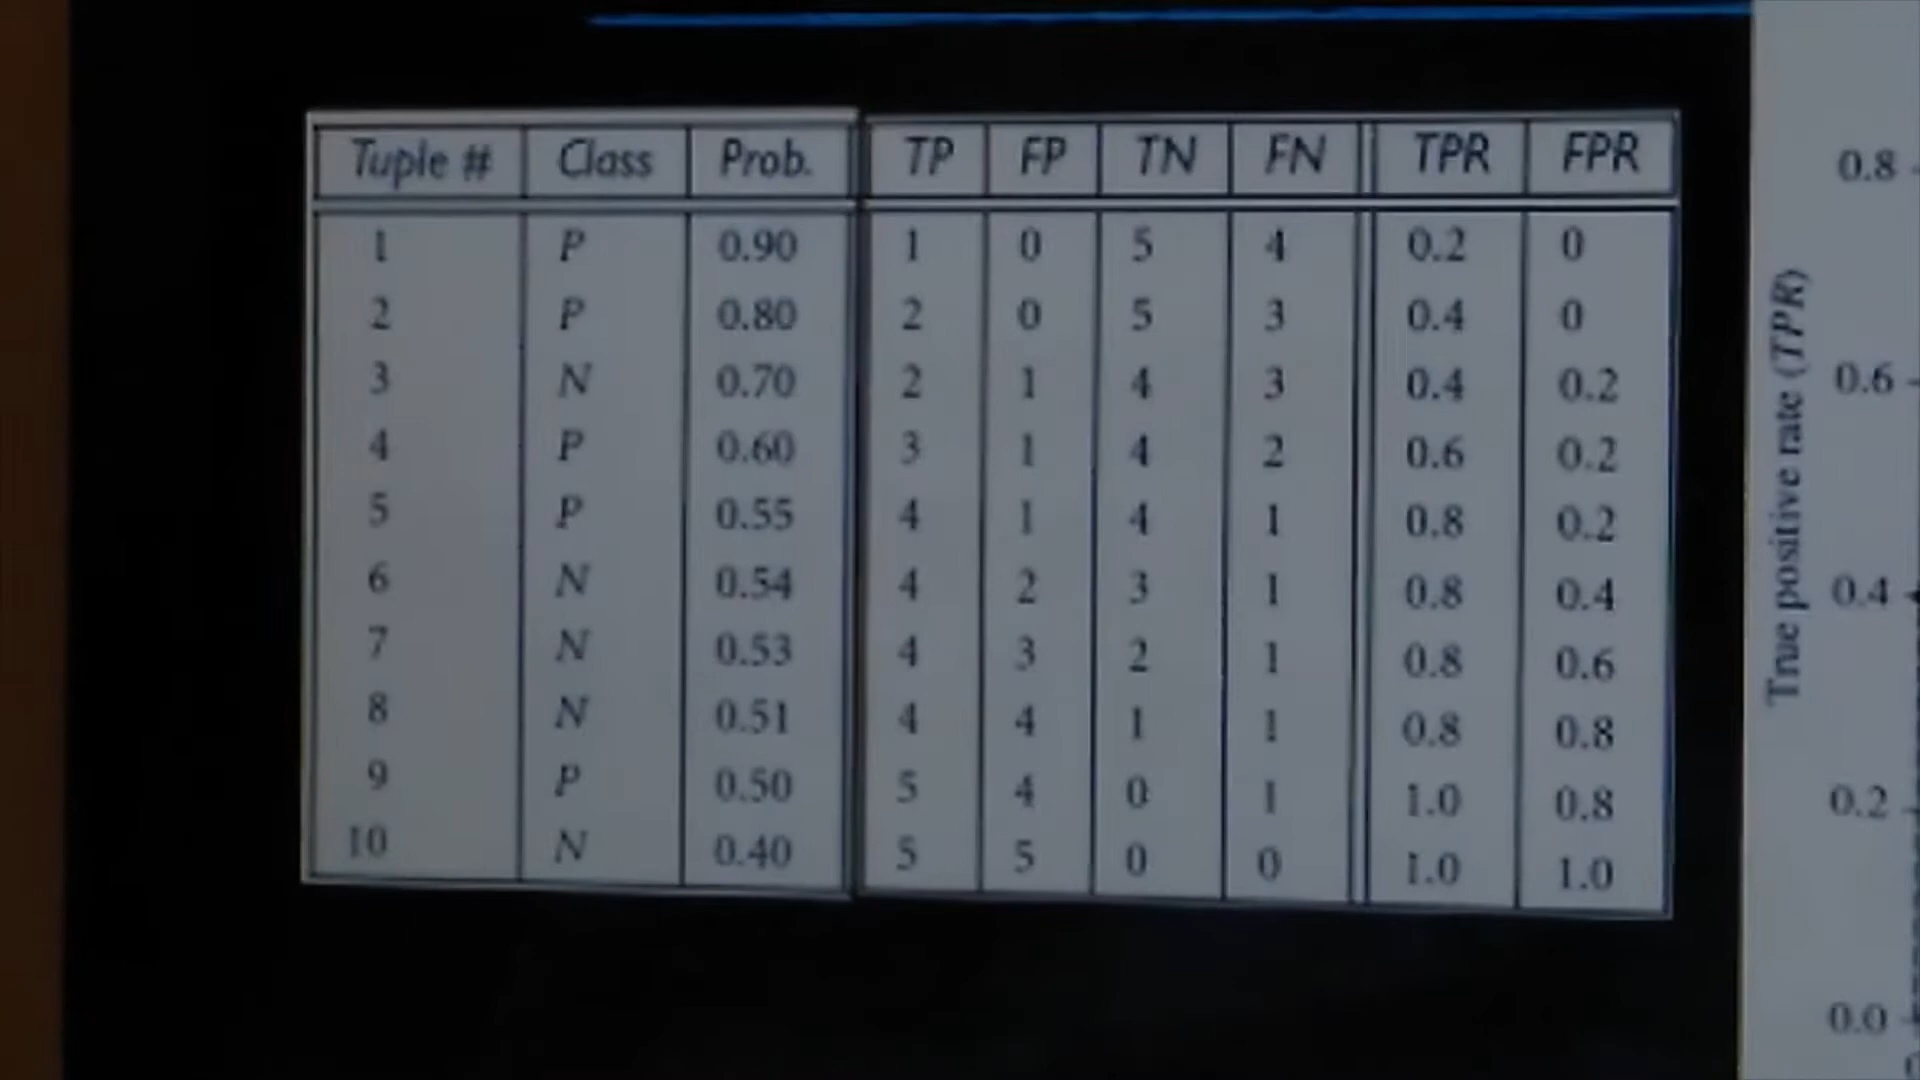 Tuple # Class Prob. TP FP TN FN TPR FPR
1 P 0.90 1 0 5 4 0.2 0
2 P 0.80 2 0 5 3 0.4 0
3 N 0.70 2 1 4 3 0.4 0.2
4 P 0.60 3 1 4 2 0.6 0.2
5 P 0.55 4 1 4 1 0.8 0.2
6 N 0.54 4 2 3 1 0.8 0.4
7 N 0.53 4 3 2 1 0.8 0.6
8 N 0.51 4 4 1 1 0.8 0.8
9 P 0.50 5 4 0 1 1.0 0.8
10 N 0.40 5 5 0 0 1.0 1.0
True positive rate (TPR)
0.8
0.6
0.4
0.2
0.0